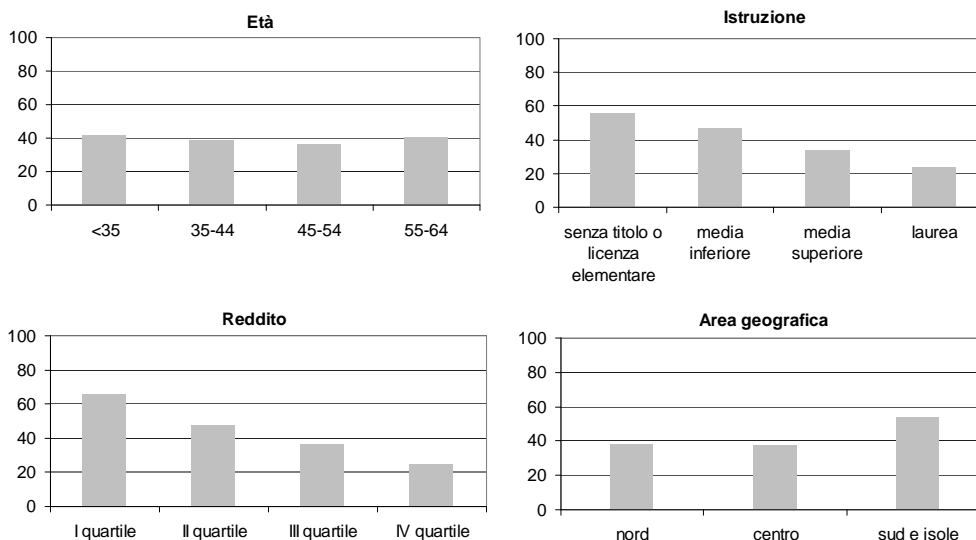 Età
100
80
60
40
20
0
<35 35-44 45-54 55-64
Istruzione
100
80
60
40
20
0
senza titolo o media media laurea
licenza inferiore superiore
elementare
Reddito
100
80
60
40
20
0
I quartile II quartile III quartile IV quartile
Area geografica
100
80
60
40
20
0
nord centro sud e isole